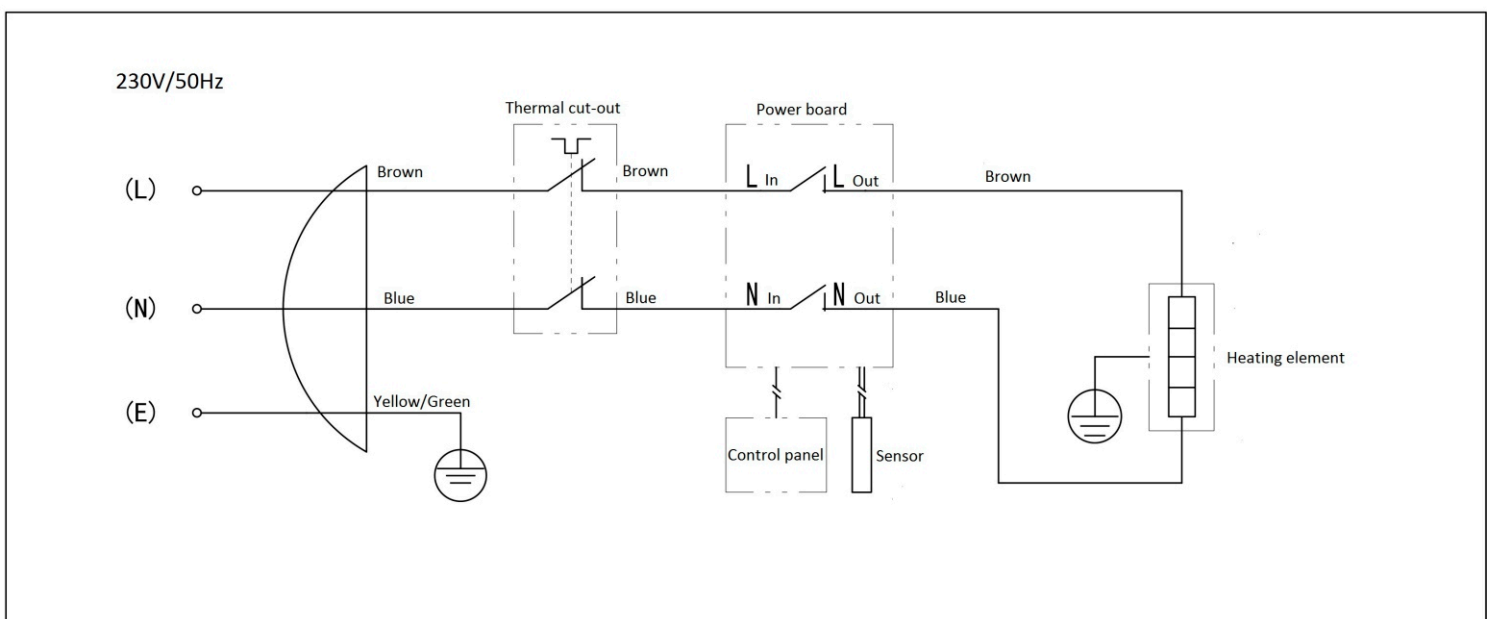 230V/50Hz
Thermal cut-out
Power board
(L)
Brown
Brown
L In
L Out
Brown
(N)
Blue
Blue
N In
N Out
Blue
Heating element
(E)
Yellow/Green
Control panel
Sensor